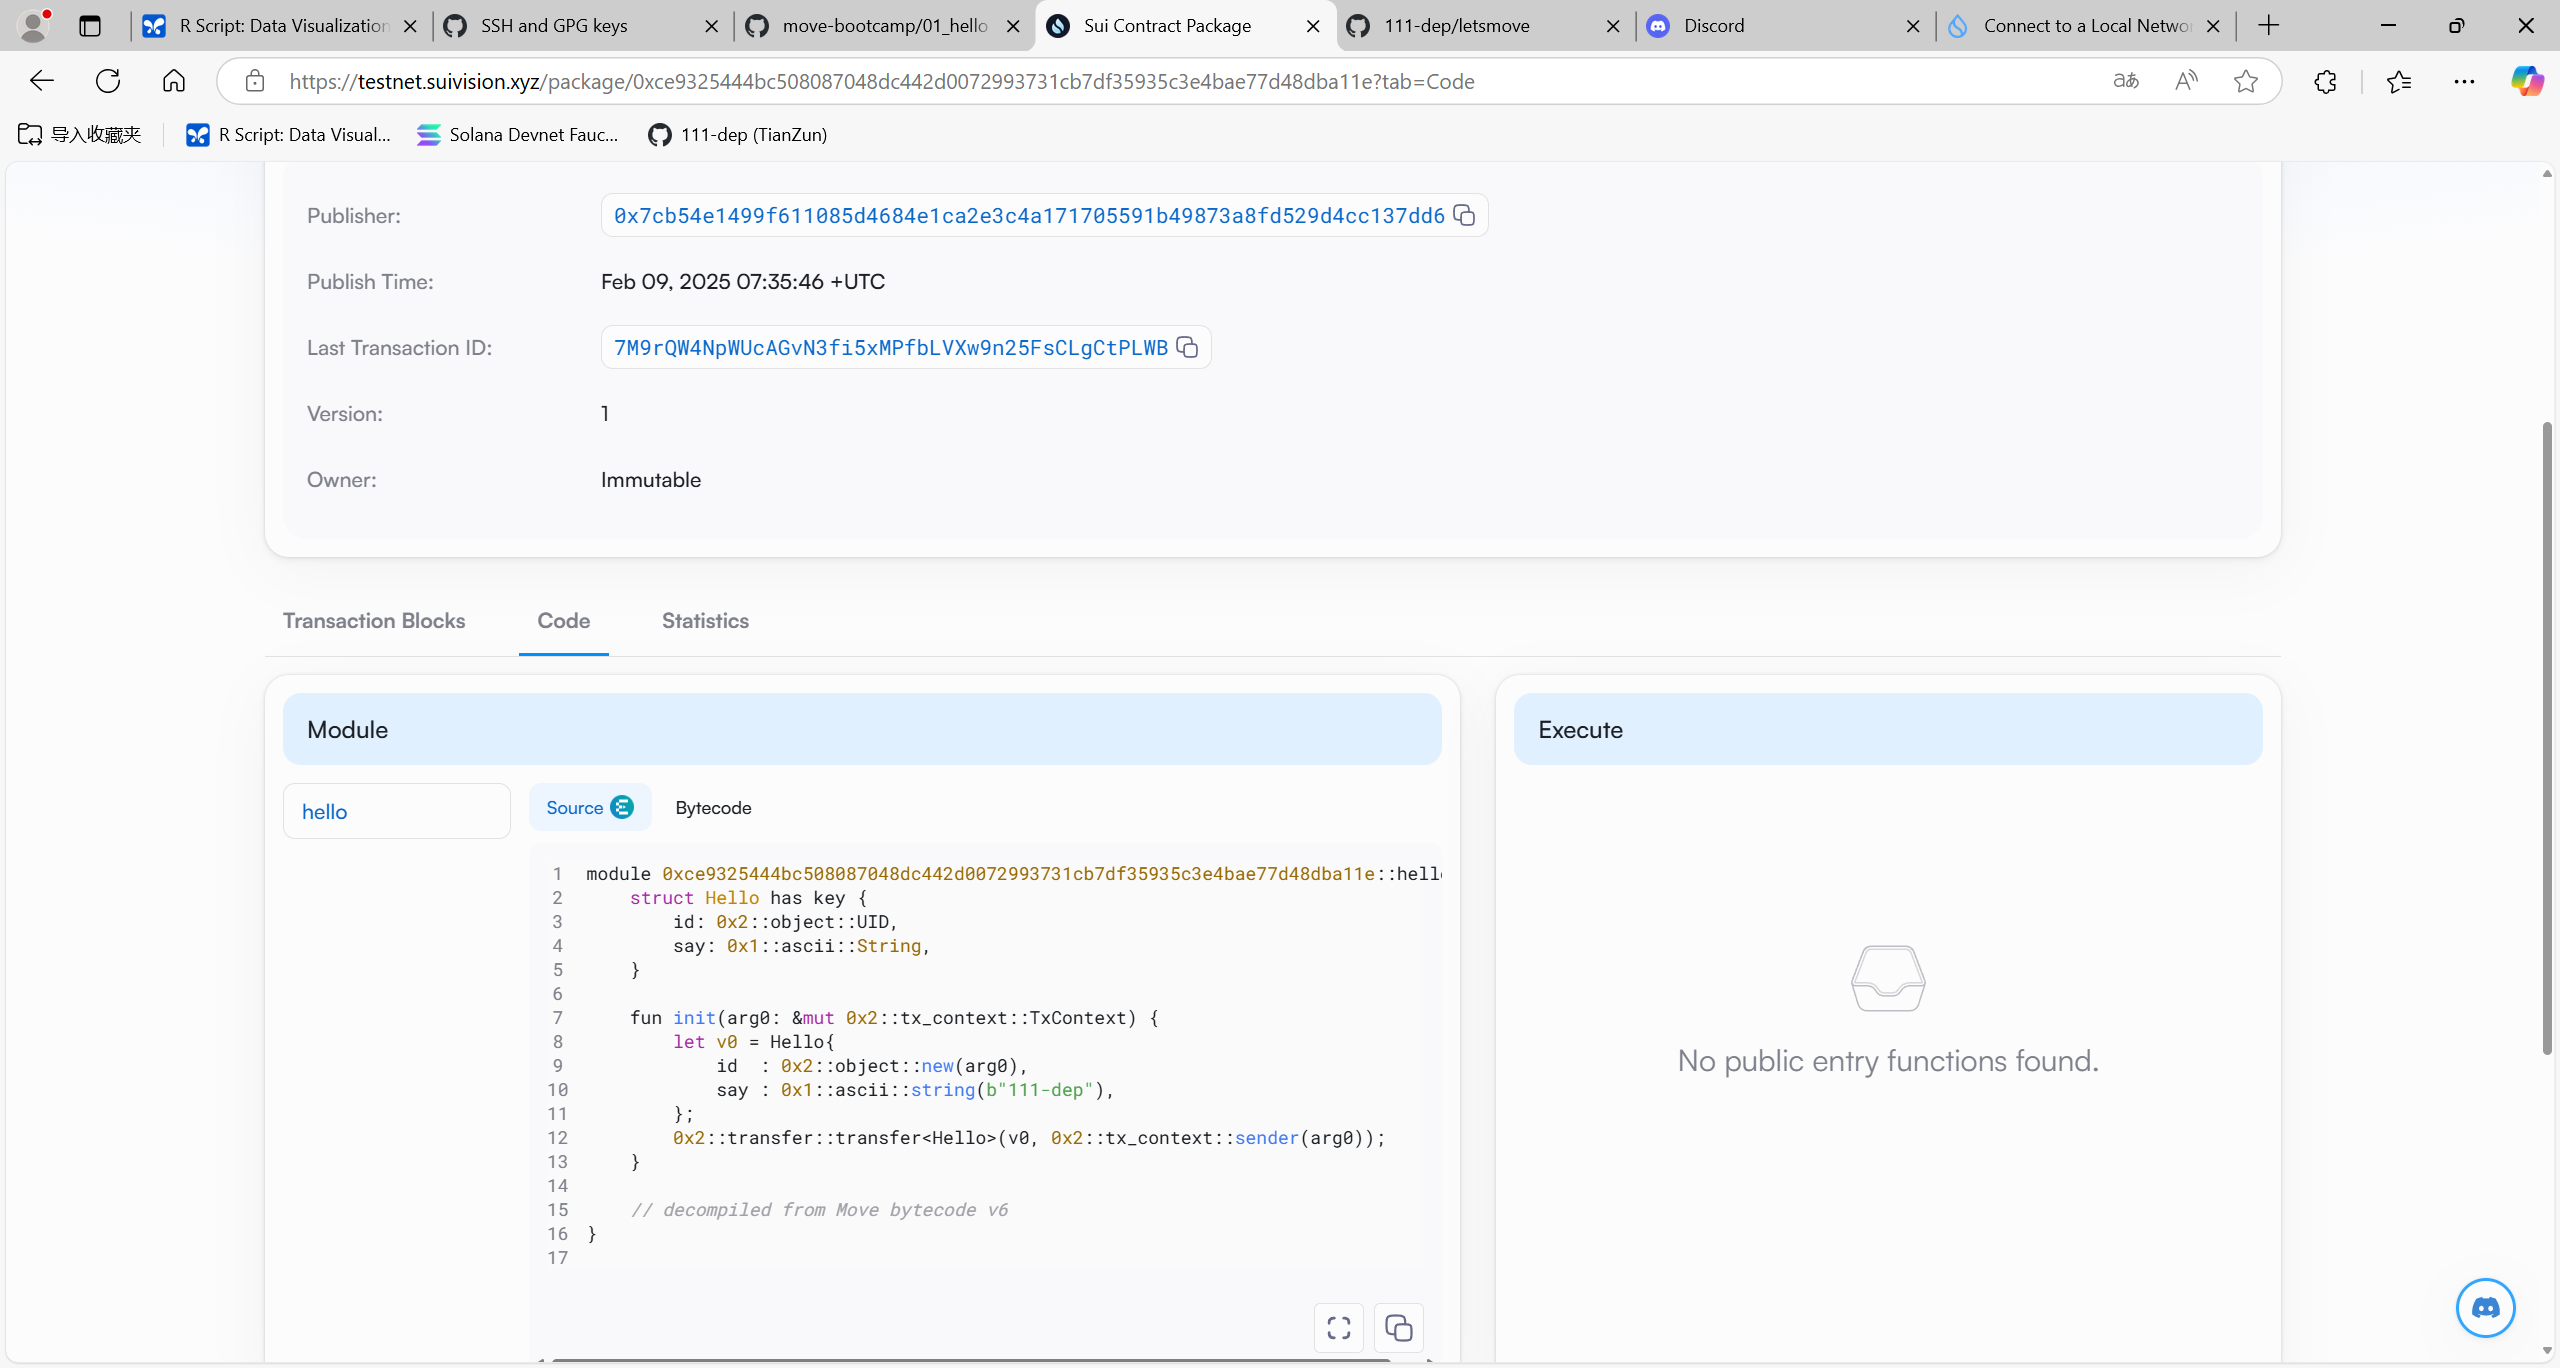 R Script: Data Visualization
SSH and GPG keys
move-bootcamp/01_hello
Sui Contract Package
111-dep/letsmove
Discord
Connect to a Local Netwo
https://testnet.suivision.xyz/package/0xce9325444bc508087048dc442d0072993731cb7df35935c3e4bae77d48dba11e?tab=Code
导入收藏夹
R Script: Data Visual...
Solana Devnet Fauc...
111-dep (TianZun)
Publisher:
0x7cb54e1499f611085d4684e1ca2e3c4a171705591b49873a8fd529d4cc137dd6
Publish Time:
Feb 09, 2025 07:35:46 +UTC
Last Transaction ID:
7M9rQW4NpWUcAGvN3fi5xMPfbLVXw9n25FsCLgCtPLWB
Version:
1
Owner:
Immutable
Transaction Blocks
Code
Statistics
Module
Execute
hello
Source
Bytecode
1 module 0xce9325444bc508087048dc442d0072993731cb7df35935c3e4bae77d48dba11e::hell
2 struct Hello has key {
3 id: 0x2::object::UID,
4 say: 0x1::ascii::String,
5 }
6
7 fun init(arg0: &mut 0x2::tx_context::TxContext) {
8 let v0 = Hello{
9 id : 0x2::object::new(arg0),
10 say : 0x1::ascii::string(b"111-dep"),
11 };
12 0x2::transfer::transfer<Hello>(v0, 0x2::tx_context::sender(arg0));
13 }
14
15 // decompiled from Move bytecode v6
16 }
17
No public entry functions found.